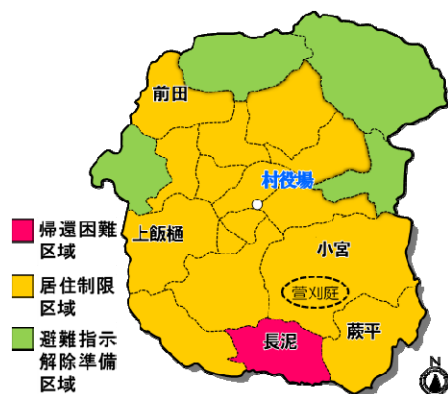 前田
村役場
帰還困難
区域
上飯樋
小宮
居住制限
区域
萱刈庭
蕨平
長泥
避難指示
解除準備
区域
N